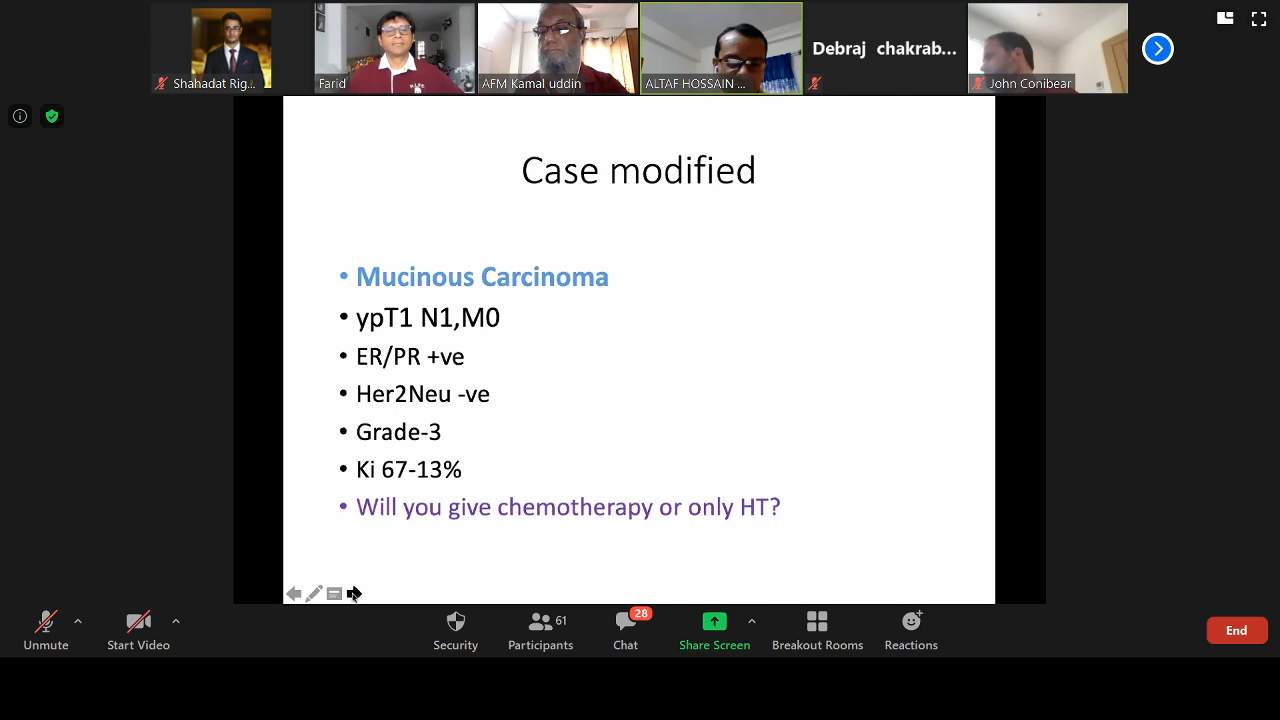 Shahadat Rig...
Farid
AFM Kamal uddin
ALTAF HOSSAIN ...
Debraj chakrab...
John Conibear
Case modified
• Mucinous Carcinoma
• ypT1 N1,M0
• ER/PR +ve
• Her2Neu -ve
• Grade-3
• Ki 67-13%
• Will you give chemotherapy or only HT?
Unmute
Start Video
Security
61
Participants
28
Chat
Share Screen
Breakout Rooms
Reactions
End